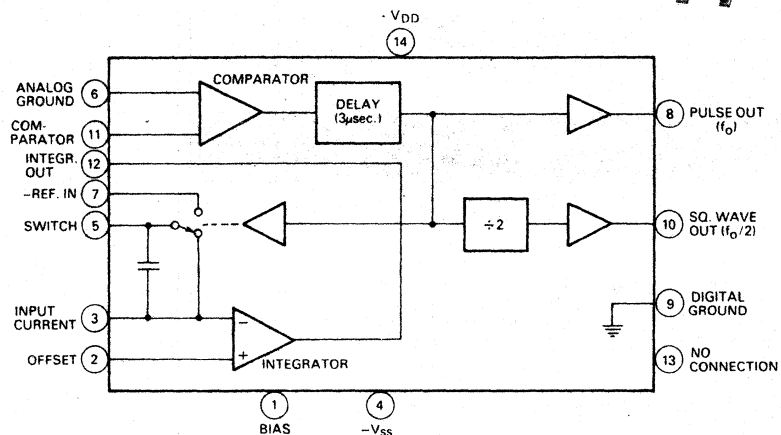 - VDD
14
ANALOG
GROUND
6
COMPARATOR
COM-
PARATOR
11
DELAY
(3μsec.)
8
PULSE OUT
(fo)
INTEGR.
OUT
12
-REF. IN
7
SWITCH
5
÷2
10
SQ. WAVE
OUT (fo/2)
INPUT
CURRENT
3
−
+
INTEGRATOR
OFFSET
2
9
DIGITAL
GROUND
13
NO
CONNECTION
1
BIAS
4
-Vss